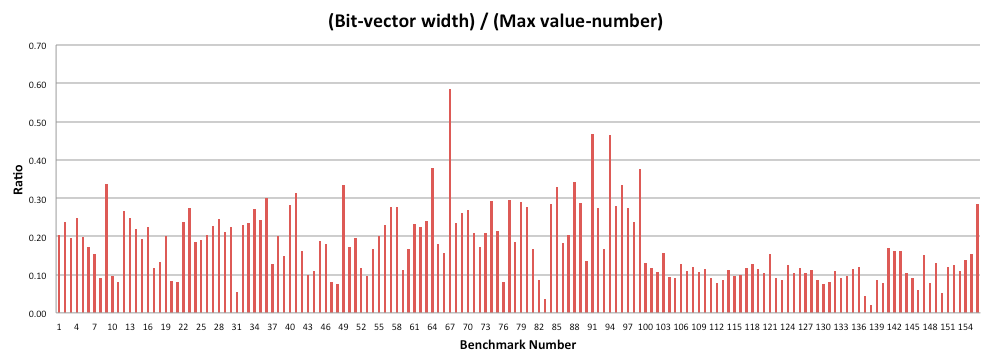 (Bit-vector width) / (Max value-number)
0.70
0.60
0.50
0.40
0.30
0.20
0.10
0.00
Ratio
1 4 7 10 13 16 19 22 25 28 31 34 37 40 43 46 49 52 55 58 61 64 67 70 73 76 79 82 85 88 91 94 97 100 103 106 109 112 115 118 121 124 127 130 133 136 139 142 145 148 151 154
Benchmark Number